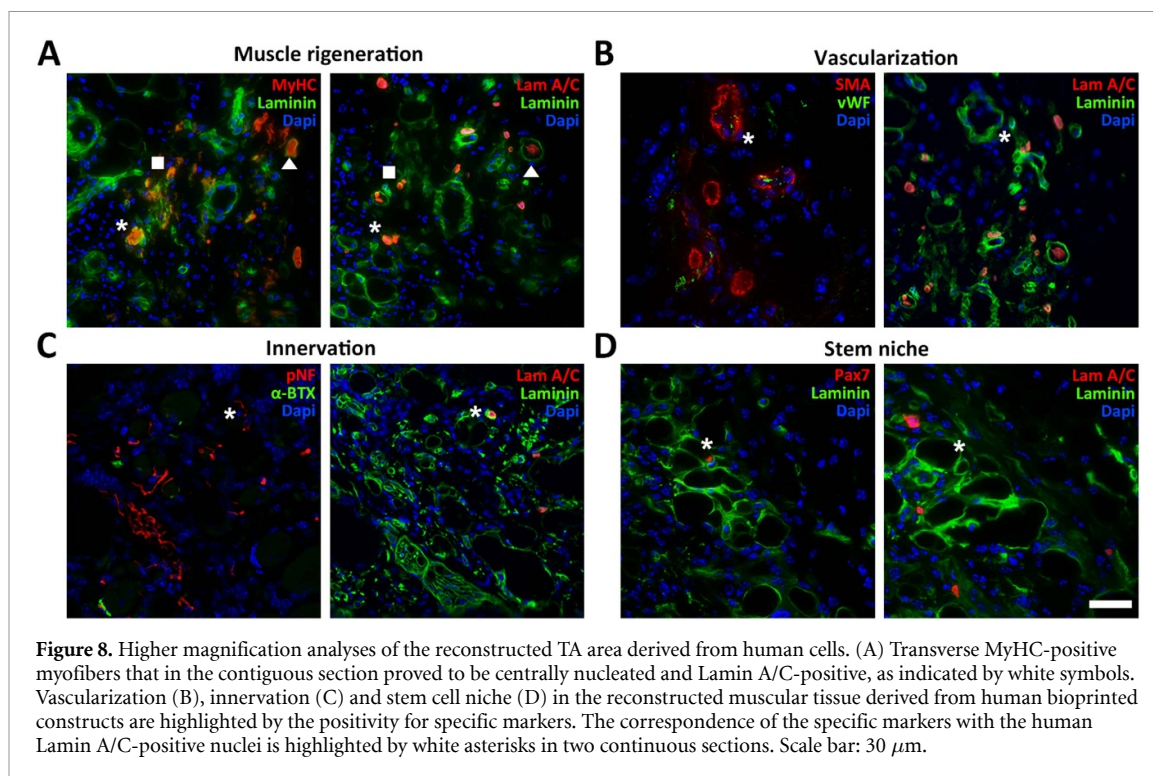 A
Muscle rigeneration
MyHC
Laminin
Dapi
Lam A/C
Laminin
Dapi
B
Vascularization
SMA
vWF
Dapi
Lam A/C
Laminin
Dapi
C
Innervation
pNF
α-BTX
Dapi
Lam A/C
Laminin
Dapi
D
Stem niche
Pax7
Laminin
Dapi
Lam A/C
Laminin
Dapi
Figure 8. Higher magnification analyses of the reconstructed TA area derived from human cells. (A) Transverse MyHC-positive
myofibers that in the contiguous section proved to be centrally nucleated and Lamin A/C-positive, as indicated by white symbols.
Vascularization (B), innervation (C) and stem cell niche (D) in the reconstructed muscular tissue derived from human bioprinted
constructs are highlighted by the positivity for specific markers. The correspondence of the specific markers with the human
Lamin A/C-positive nuclei is highlighted by white asterisks in two continuous sections. Scale bar: 30 μm.